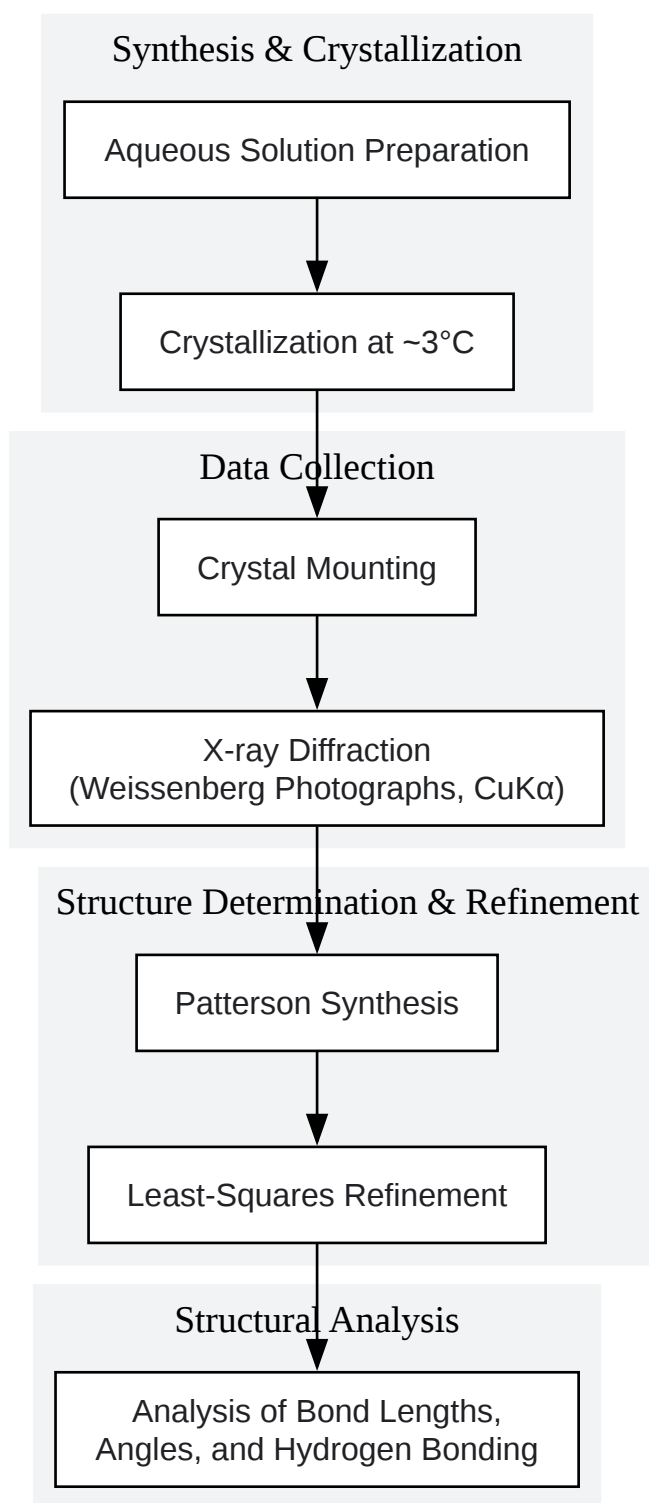 Synthesis & Crystallization
Aqueous Solution Preparation
Crystallization at ~3°C
Data Collection
Crystal Mounting
X-ray Diffraction
(Weissenberg Photographs, CuKα)
Structure Determination & Refinement
Patterson Synthesis
Least-Squares Refinement
Structural Analysis
Analysis of Bond Lengths,
Angles, and Hydrogen Bonding